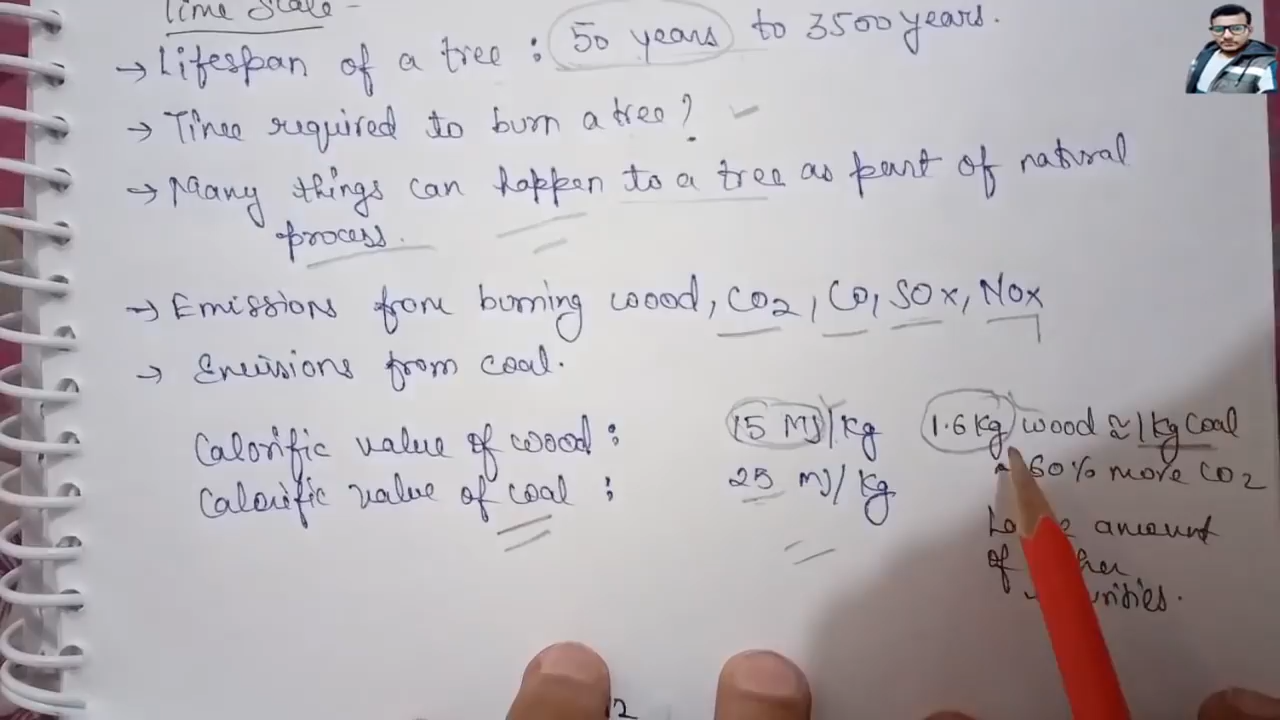 Time Scale -
→ Lifespan of a tree : 50 years to 3500 years.
→ Time required to burn a tree?
→ Many things can happen to a tree as part of natural
process.
→ Emissions from burning wood, CO2, CO, SOx, NOx
→ Emissions from coal.
Calorific value of wood : 15 MJ/kg 1.6 Kg wood ≈ 1 kg Coal
Calorific value of coal : 25 MJ/kg 60% more CO2
amount
of
12